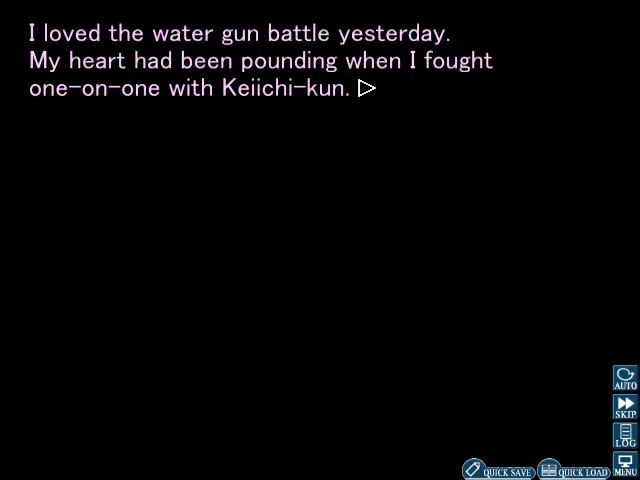 I loved the water gun battle yesterday.
My heart had been pounding when I fought
one-on-one with Keiichi-kun.
AUTO
SKIP
LOG
MENU
QUICK SAVE
QUICK LOAD